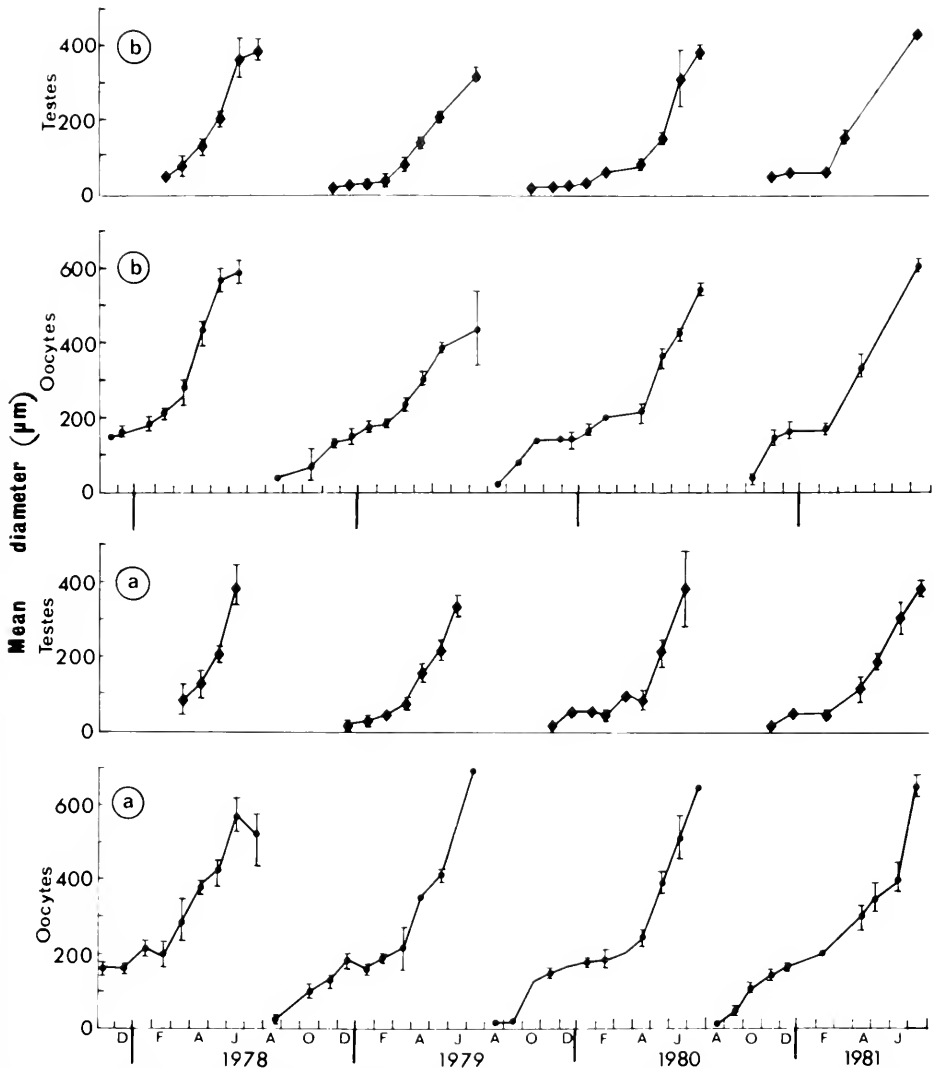 Mean diameter (µm)
b
Testes
400
200
0
b
Oocytes
600
400
200
0
a
Testes
400
200
0
a
Oocytes
600
400
200
0
D F A J A O D F A J A O D F A J A O D F A J
1978 1979 1980 1981